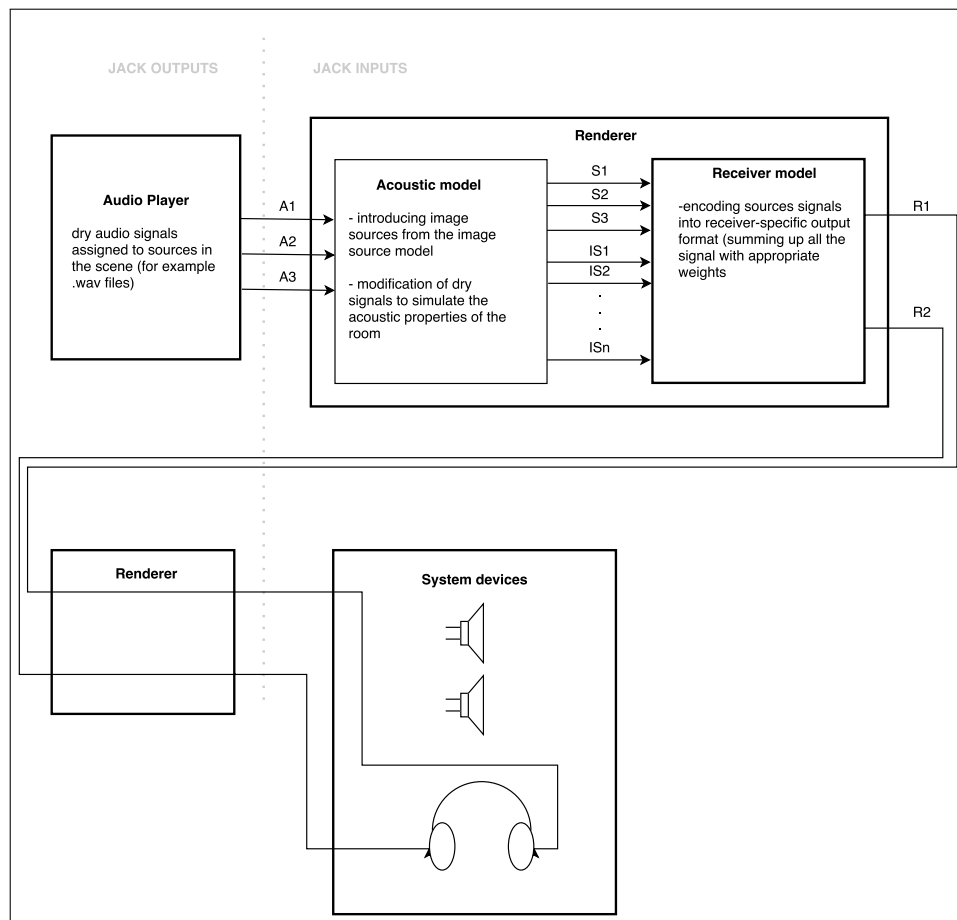 JACK OUTPUTS
JACK INPUTS
Renderer
Audio Player
dry audio signals
assigned to sources in
the scene (for example
.wav files)
A1
A2
A3
Acoustic model
- introducing image
sources from the image
source model
- modification of dry
signals to simulate the
acoustic properties of the
room
S1
S2
S3
IS1
IS2
.
.
.
ISn
Receiver model
-encoding sources signals
into receiver-specific output
format (summing up all the
signal with appropriate
weights
R1
R2
Renderer
System devices